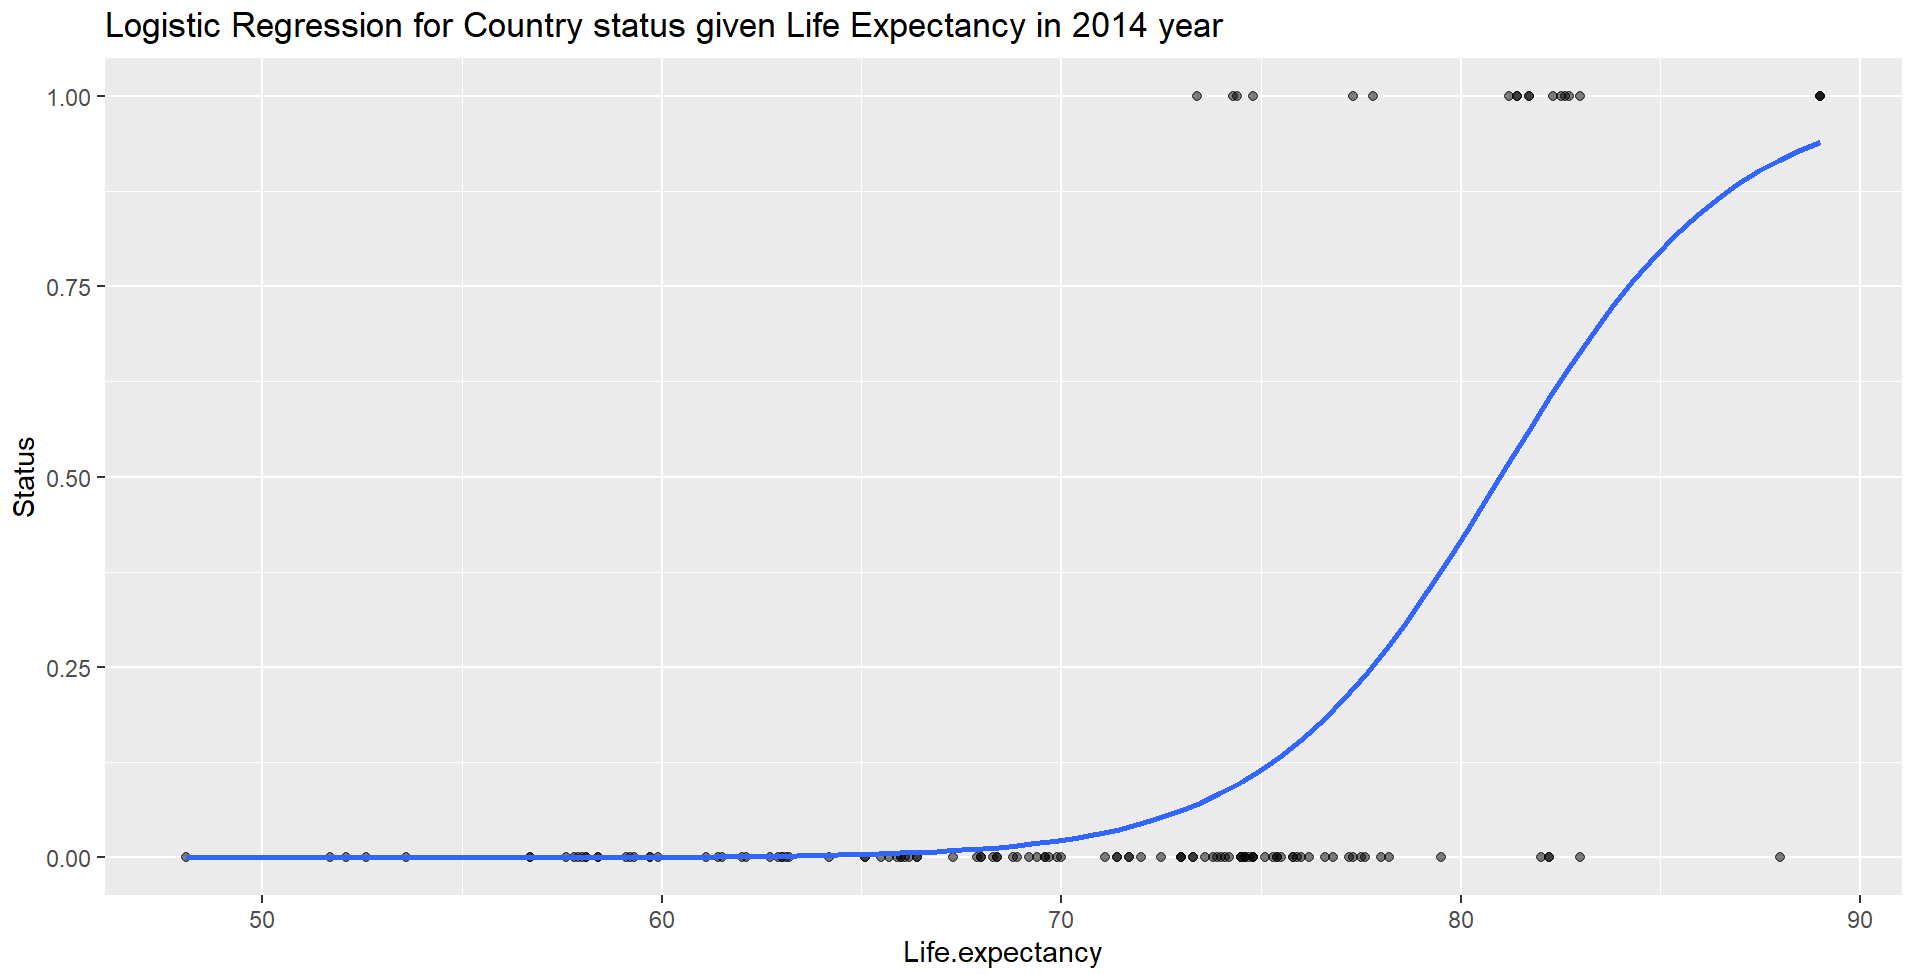 Logistic Regression for Country status given Life Expectancy in 2014 year
1.00
0.75
0.50
0.25
0.00
Status
50 60 70 80 90
Life.expectancy